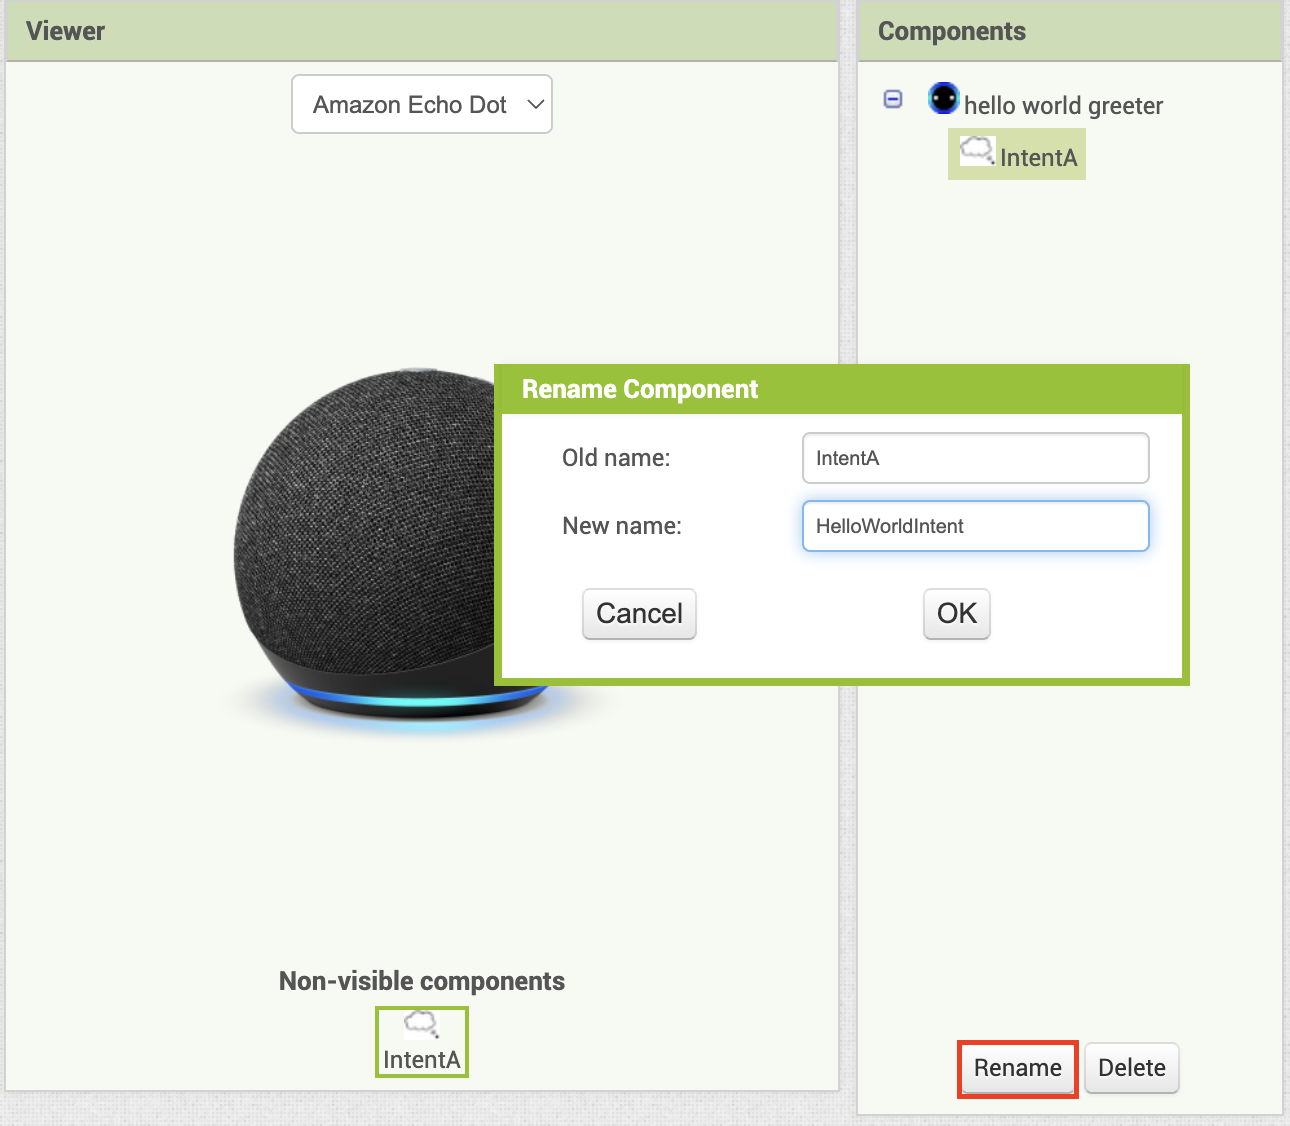 Viewer
Amazon Echo Dot
Non-visible components
IntentA
Components
hello world greeter
IntentA
Rename Component
Old name:
IntentA
New name:
HelloWorldIntent
Cancel
OK
Rename
Delete